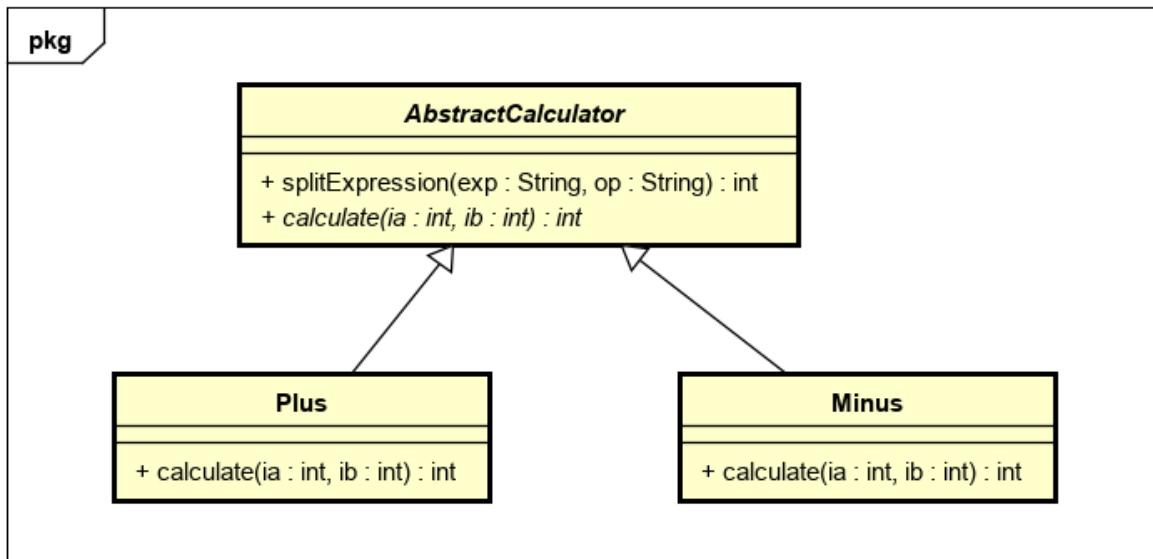 pkg
AbstractCalculator
+ splitExpression(exp : String, op : String) : int
+ calculate(ia : int, ib : int) : int
Plus
+ calculate(ia : int, ib : int) : int
Minus
+ calculate(ia : int, ib : int) : int